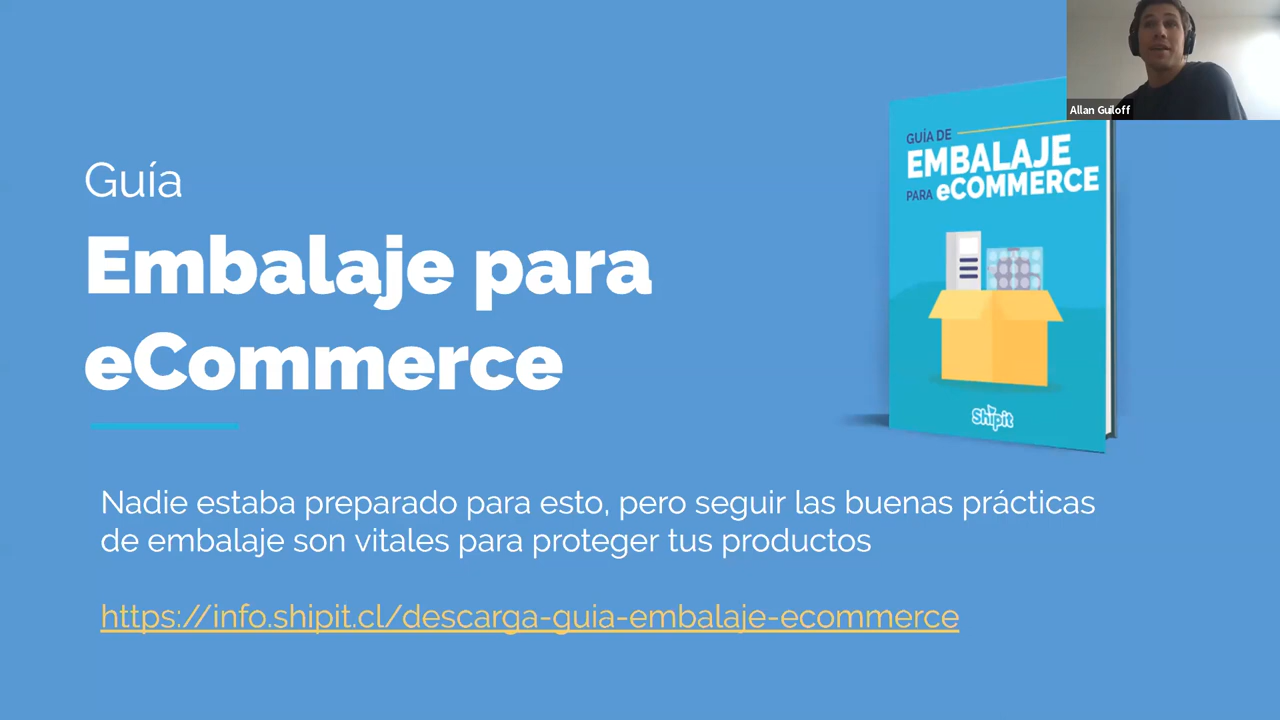 Allan Guiloff
GUÍA DE
EMBALAJE
PARA eCOMMERCE
Shipit
Guía
Embalaje para
eCommerce
Nadie estaba preparado para esto, pero seguir las buenas prácticas
de embalaje son vitales para proteger tus productos
https://info.shipit.cl/descarga-guia-embalaje-ecommerce